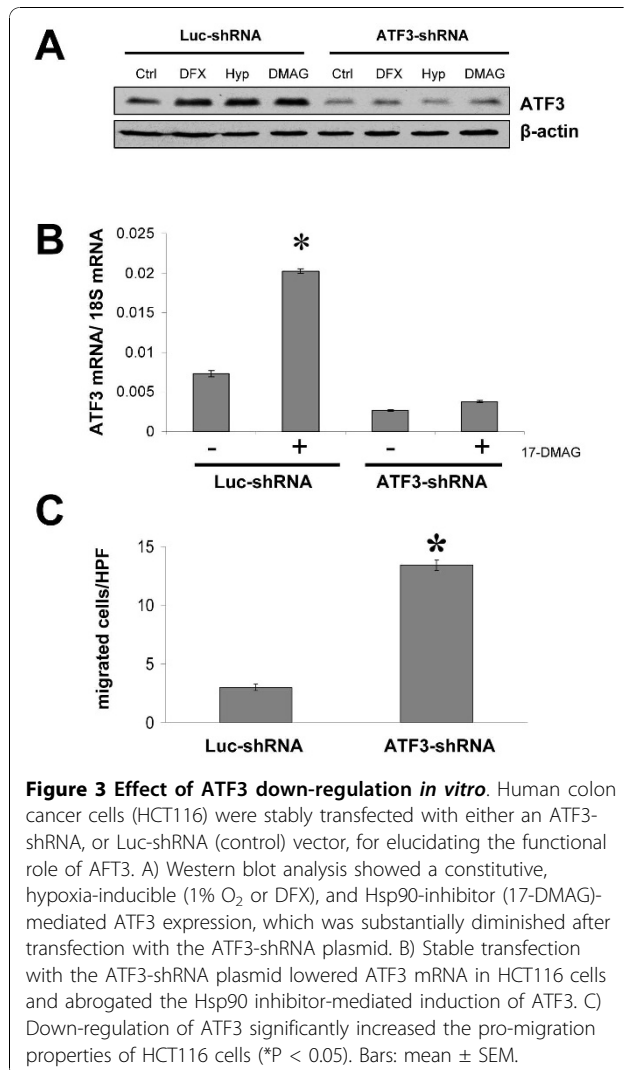 A
Luc-shRNA ATF3-shRNA
Ctrl DFX Hyp DMAG Ctrl DFX Hyp DMAG
ATF3
β-actin
B
ATF3 mRNA/ 18S mRNA
0.025
0.02
0.015
0.01
0.005
0
*
- + - + 17-DMAG
Luc-shRNA ATF3-shRNA
C
migrated cells/HPF
15
10
5
0
*
Luc-shRNA ATF3-shRNA
Figure 3 Effect of ATF3 down-regulation in vitro. Human colon
cancer cells (HCT116) were stably transfected with either an ATF3-
shRNA, or Luc-shRNA (control) vector, for elucidating the functional
role of AFT3. A) Western blot analysis showed a constitutive,
hypoxia-inducible (1% O₂ or DFX), and Hsp90-inhibitor (17-DMAG)-
mediated ATF3 expression, which was substantially diminished after
transfection with the ATF3-shRNA plasmid. B) Stable transfection
with the ATF3-shRNA plasmid lowered ATF3 mRNA in HCT116 cells
and abrogated the Hsp90 inhibitor-mediated induction of ATF3. C)
Down-regulation of ATF3 significantly increased the pro-migration
properties of HCT116 cells (*P < 0.05). Bars: mean ± SEM.